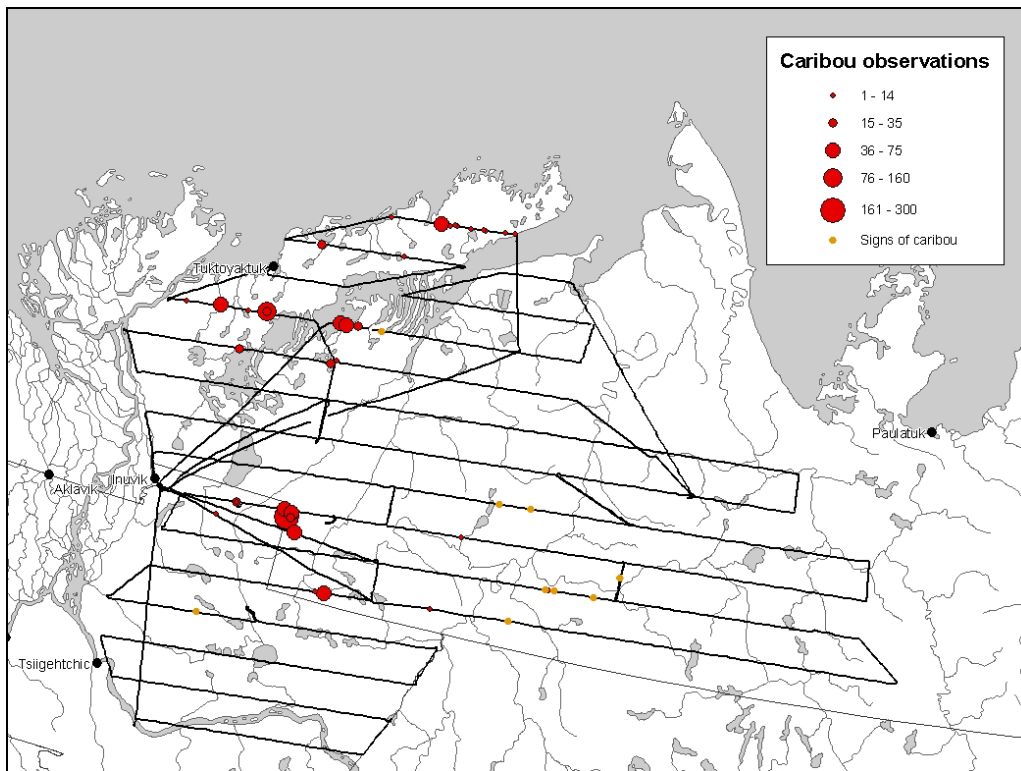 Caribou observations
1 - 14
15 - 35
36 - 75
76 - 160
161 - 300
Signs of caribou
Tuktoyaktuk
Paulatuk
Inuvik
Aklavik
Tsiigehtchic